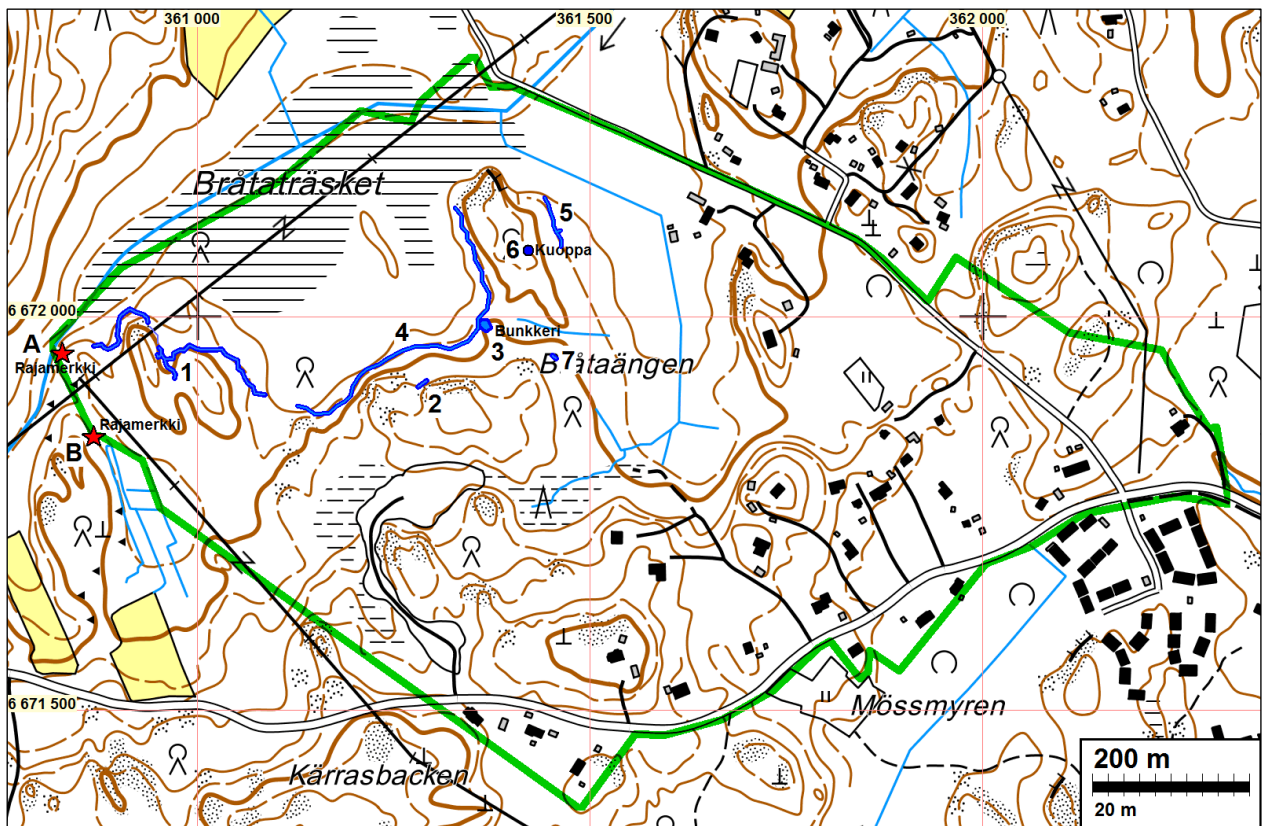 361 000
361 500
362 000
Bråtaträsket
5
6
Kuoppa
6 672 000
A
Rajamerkki
1
4
Bunkkeri
3
7
Bråtaängen
2
Rajamerkki
B
6 671 500
Mössmyren
Kärrasbacken
200 m
20 m